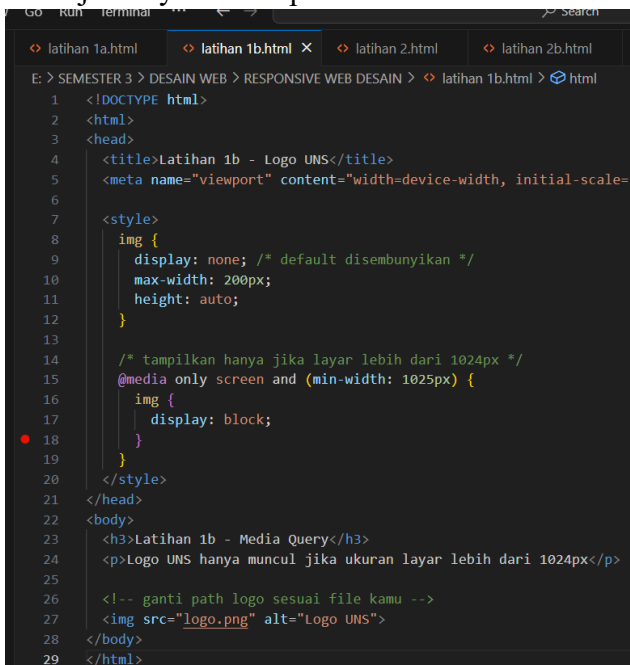 Go Run Terminal ... ← → Search
latihan 1a.html latihan 1b.html × latihan 2.html latihan 2b.html
E: > SEMESTER 3 > DESAIN WEB > RESPONSIVE WEB DESAIN > <> latihan 1b.html > html
1 <!DOCTYPE html>
2 <html>
3 <head>
4 <title>Latihan 1b - Logo UNS</title>
5 <meta name="viewport" content="width=device-width, initial-scale=
6
7 <style>
8 img {
9 display: none; /* default disembunyikan */
10 max-width: 200px;
11 height: auto;
12 }
13
14 /* tampilkan hanya jika layar lebih dari 1024px */
15 @media only screen and (min-width: 1025px) {
16 img {
17 display: block;
18 }
19 }
20 </style>
21 </head>
22 <body>
23 <h3>Latihan 1b - Media Query</h3>
24 <p>Logo UNS hanya muncul jika ukuran layar lebih dari 1024px</p>
25
26 <!-- ganti path logo sesuai file kamu -->
27 <img src="logo.png" alt="Logo UNS">
28 </body>
29 </html>